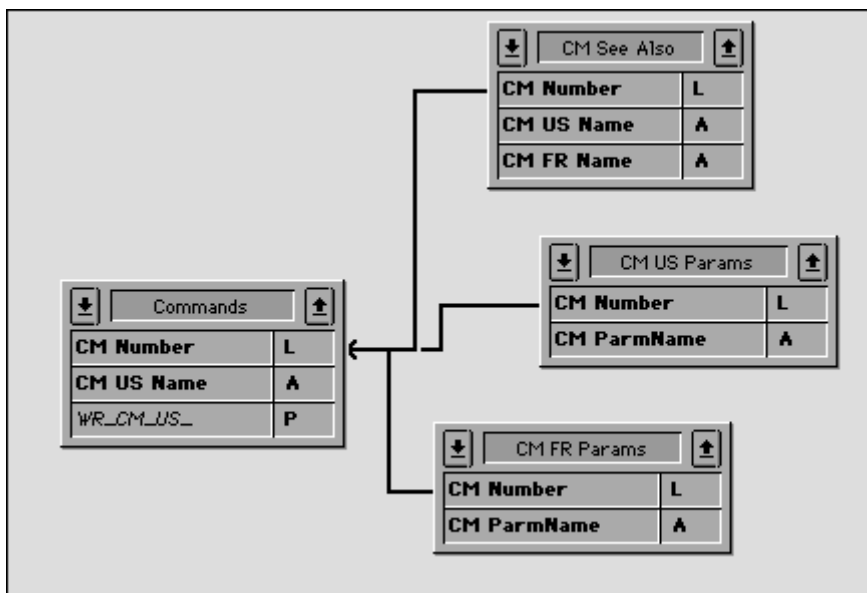 CM See Also
CM Number L
CM US Name A
CM FR Name A
CM US Params
CM Number L
CM ParmName A
Commands
CM Number L
CM US Name A
WR_CM_US_ P
CM FR Params
CM Number L
CM ParmName A